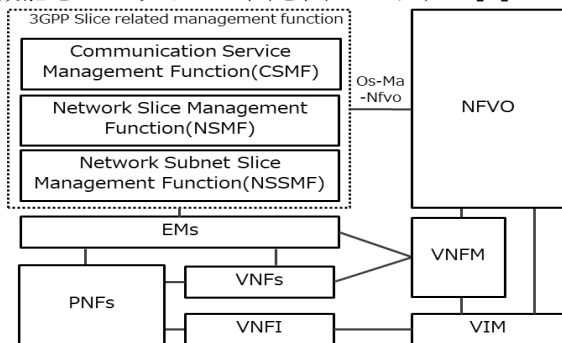 3GPP Slice related management function
Communication Service
Management Function(CSMF)
Network Slice Management
Function(NSMF)
Network Subnet Slice
Management Function(NSSMF)
Os-Ma
-Nfvo
NFVO
EMs
VNFM
VNFs
PNFs
VNFI
VIM